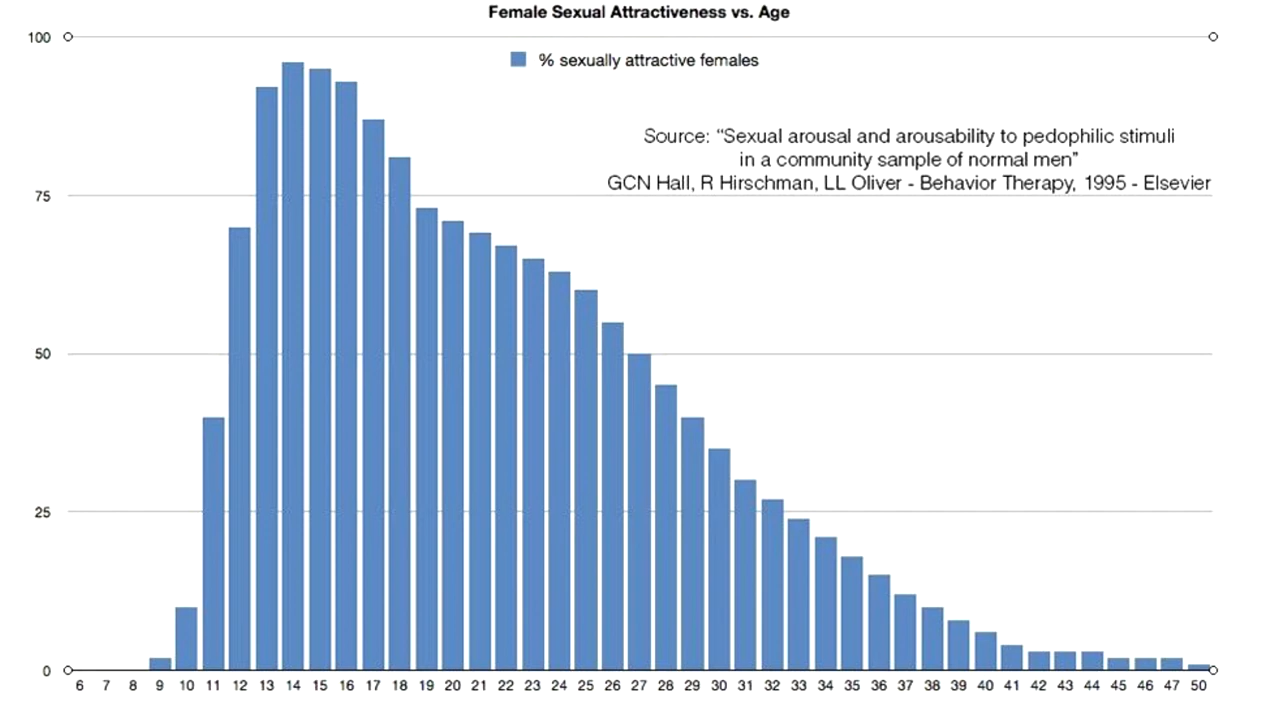 Female Sexual Attractiveness vs. Age
100
% sexually attractive females
Source: “Sexual arousal and arousability to pedophilic stimuli
in a community sample of normal men”
GCN Hall, R Hirschman, LL Oliver - Behavior Therapy, 1995 - Elsevier
75
50
25
0
6 7 8 9 10 11 12 13 14 15 16 17 18 19 20 21 22 23 24 25 26 27 28 29 30 31 32 33 34 35 36 37 38 39 40 41 42 43 44 45 46 47 50